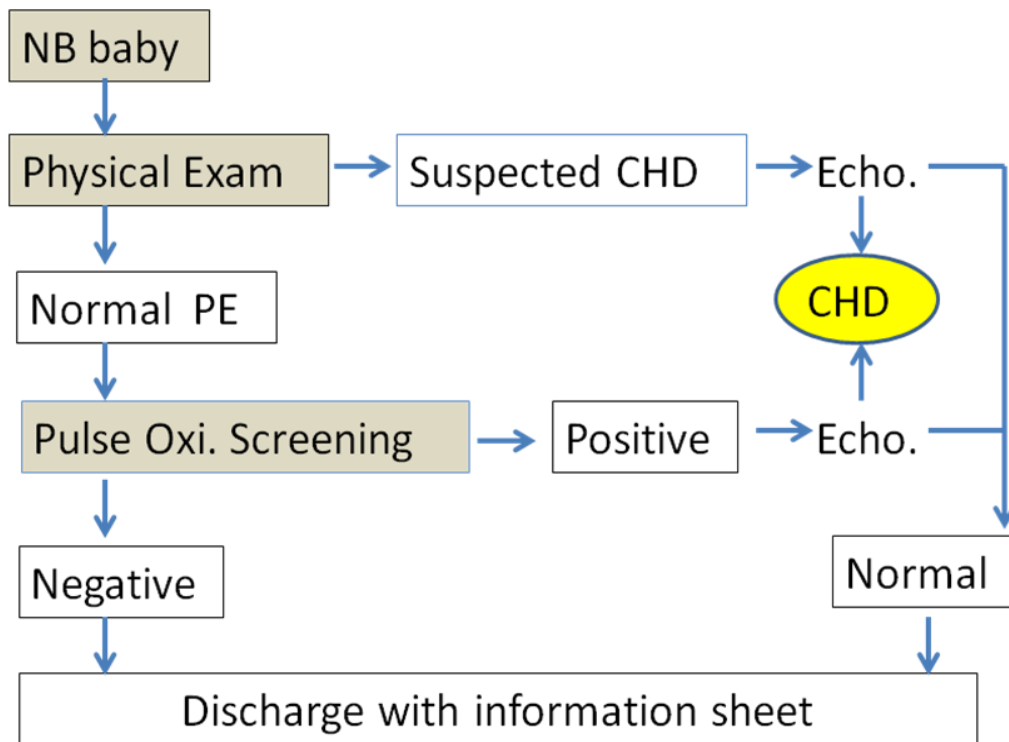 NB baby
Physical Exam
Suspected CHD
Echo.
CHD
Normal PE
Pulse Oxi. Screening
Positive
Echo.
Negative
Normal
Discharge with information sheet